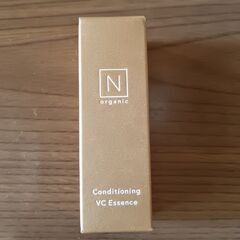 N
organic
Conditioning
VC Essence